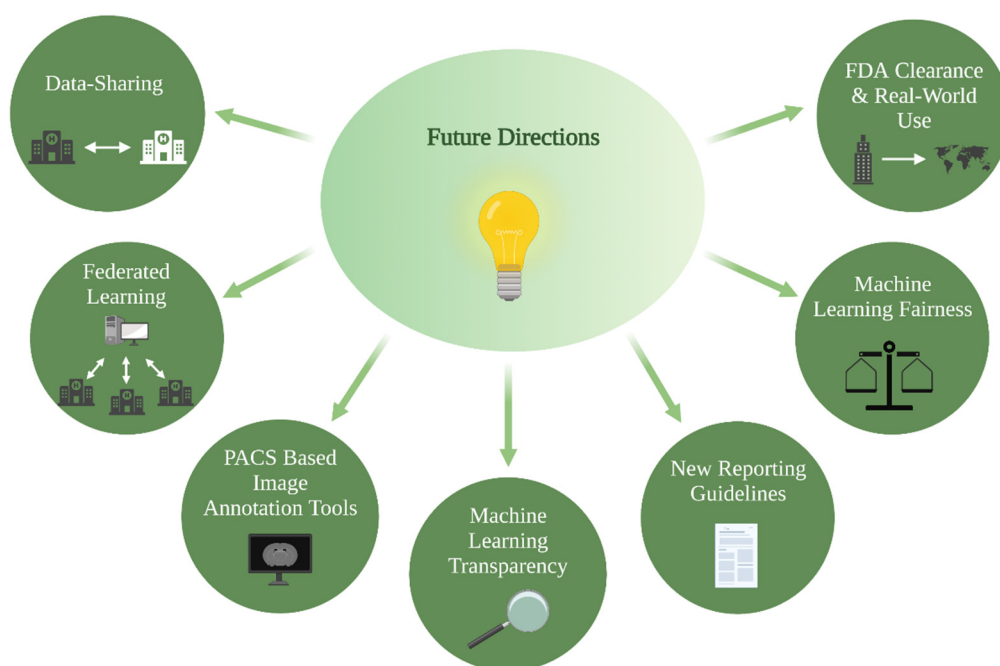 Future Directions
Data-Sharing
Federated
Learning
PACS Based
Image
Annotation Tools
Machine
Learning
Transparency
New Reporting
Guidelines
Machine
Learning Fairness
FDA Clearance
& Real-World
Use